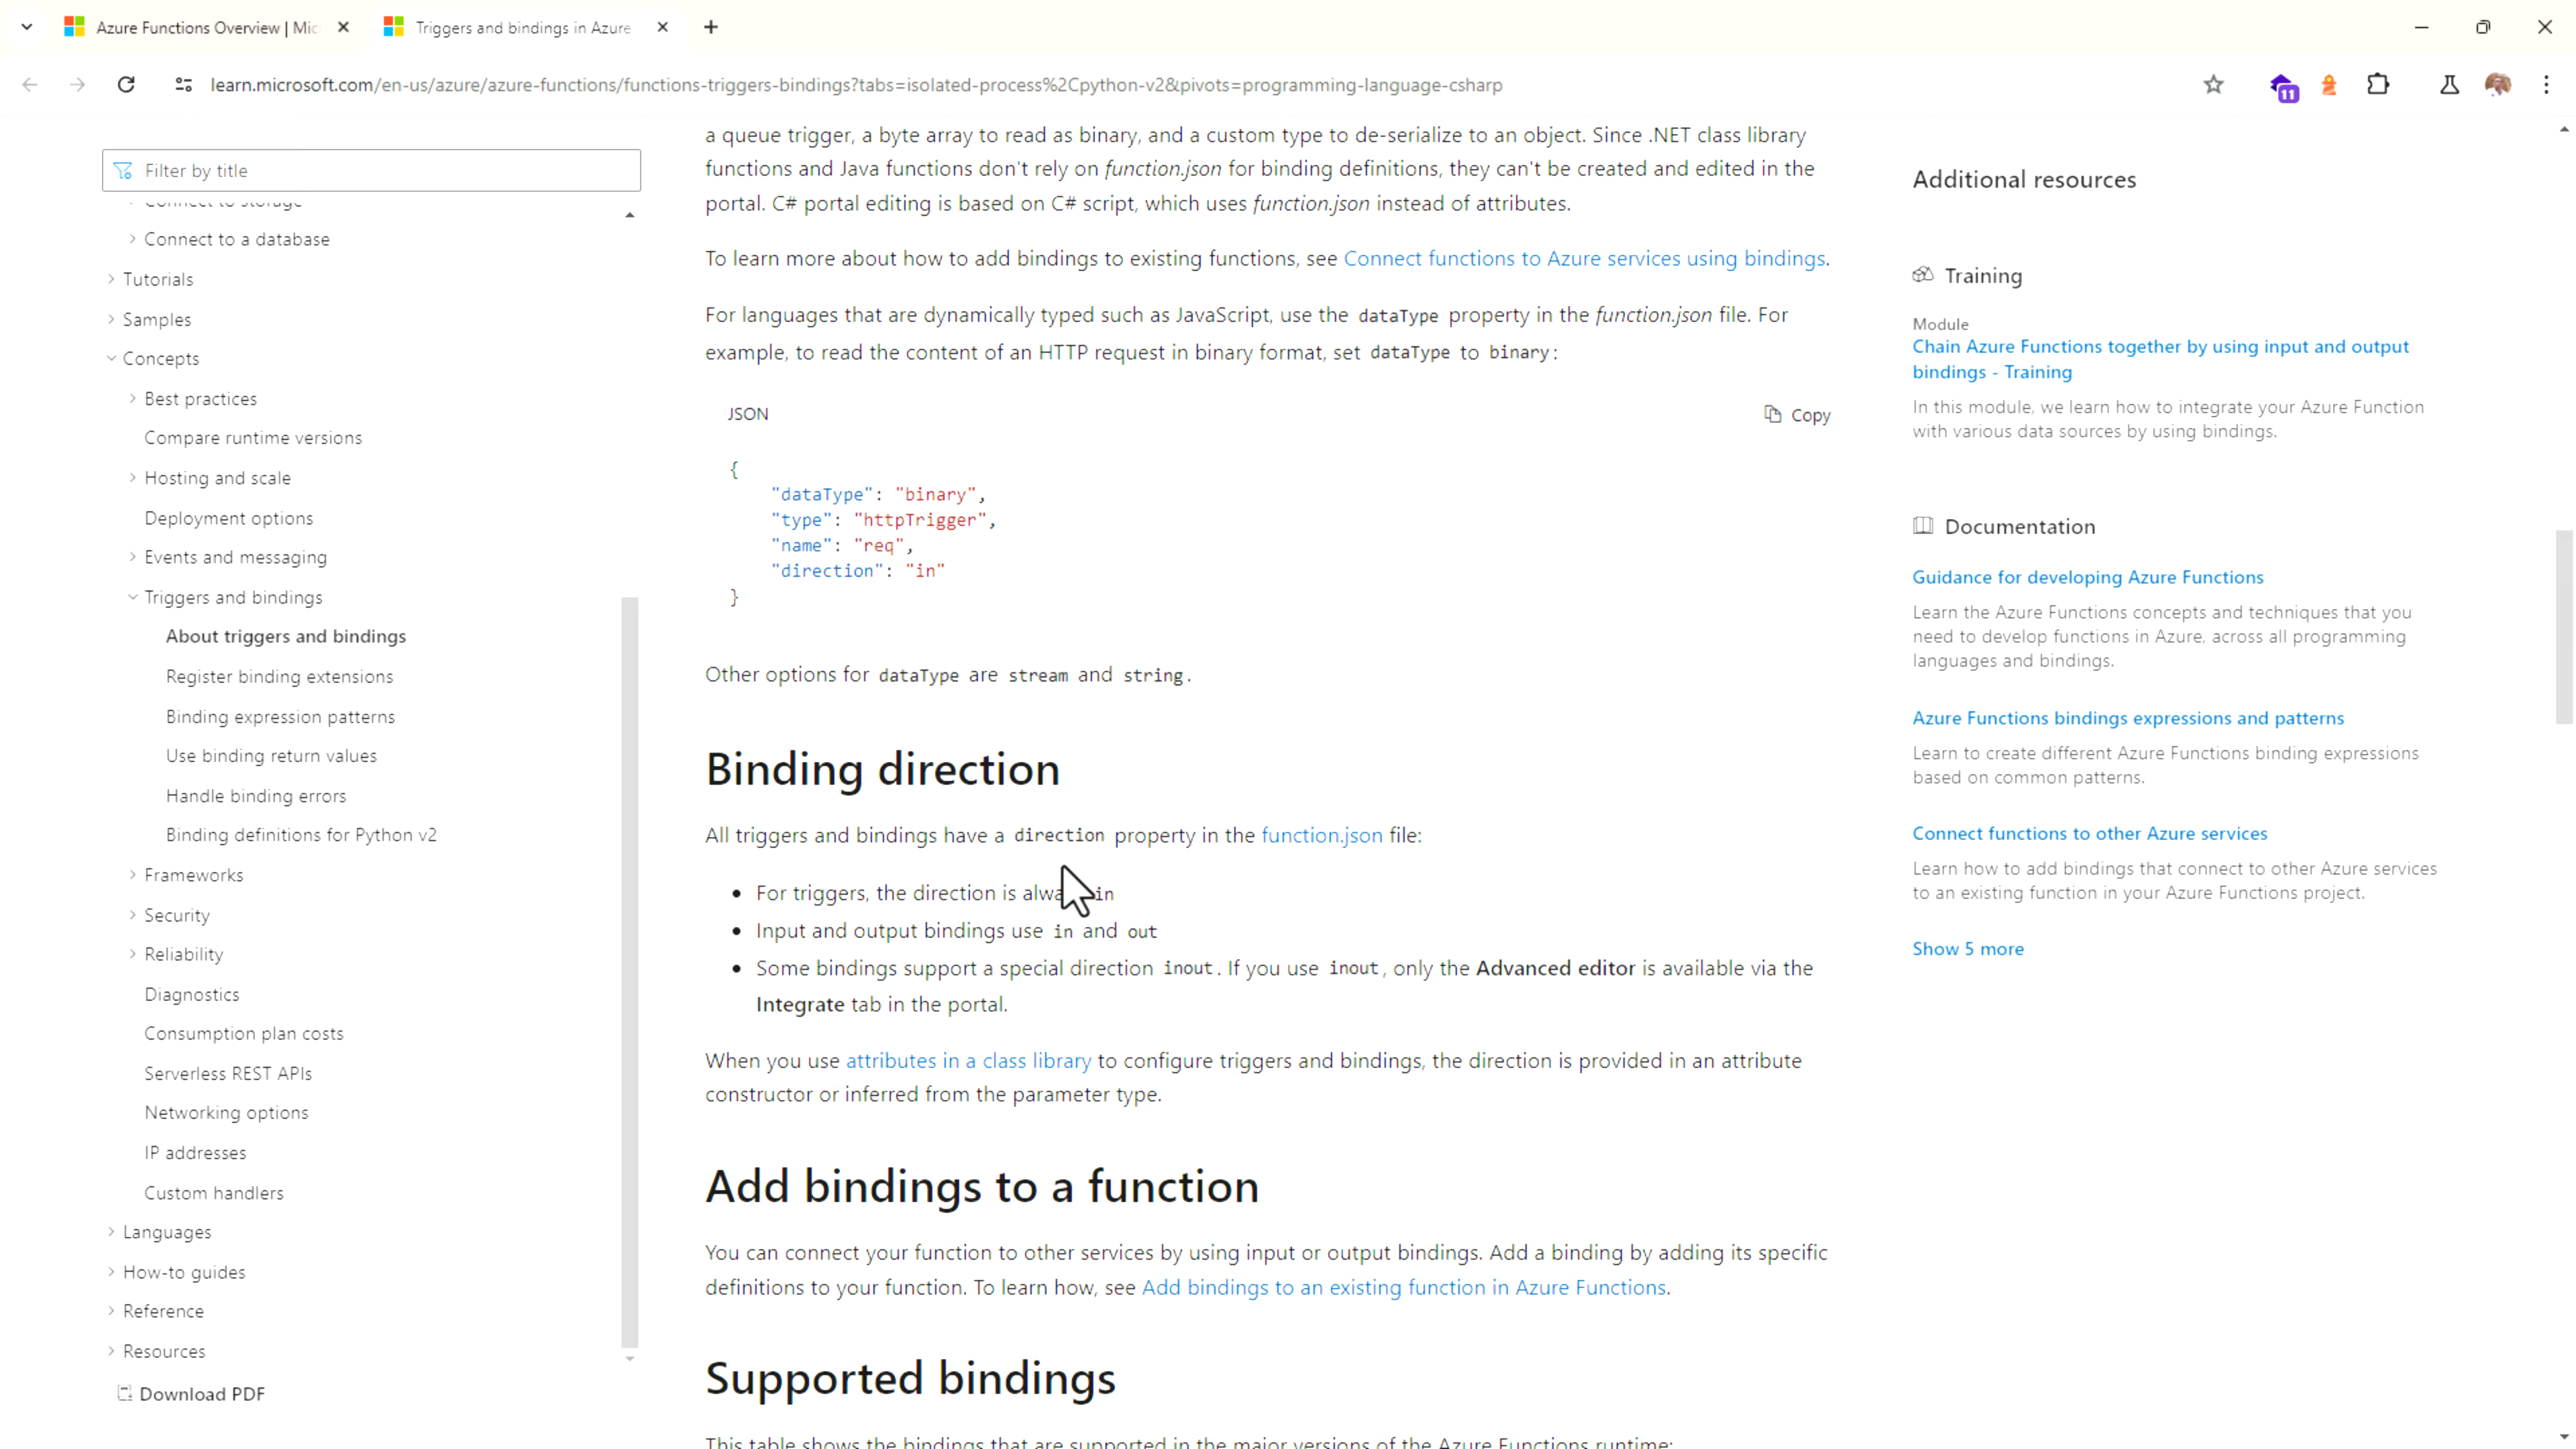 Azure Functions Overview | Mic
Triggers and bindings in Azure
learn.microsoft.com/en-us/azure/azure-functions/functions-triggers-bindings?tabs=isolated-process%2Cpython-v2&pivots=programming-language-csharp
11
Filter by title
Connect to storage
Connect to a database
Tutorials
Samples
Concepts
Best practices
Compare runtime versions
Hosting and scale
Deployment options
Events and messaging
Triggers and bindings
About triggers and bindings
Register binding extensions
Binding expression patterns
Use binding return values
Handle binding errors
Binding definitions for Python v2
Frameworks
Security
Reliability
Diagnostics
Consumption plan costs
Serverless REST APIs
Networking options
IP addresses
Custom handlers
Languages
How-to guides
Reference
Resources
Download PDF
a queue trigger, a byte array to read as binary, and a custom type to de-serialize to an object. Since .NET class library
functions and Java functions don't rely on function.json for binding definitions, they can't be created and edited in the
portal. C# portal editing is based on C# script, which uses function.json instead of attributes.
To learn more about how to add bindings to existing functions, see Connect functions to Azure services using bindings.
For languages that are dynamically typed such as JavaScript, use the dataType property in the function.json file. For
example, to read the content of an HTTP request in binary format, set dataType to binary:
JSON
Copy
{
"dataType": "binary",
"type": "httpTrigger",
"name": "req",
"direction": "in"
}
Other options for dataType are stream and string.
Binding direction
All triggers and bindings have a direction property in the function.json file:
• For triggers, the direction is alwa in
• Input and output bindings use in and out
• Some bindings support a special direction inout. If you use inout, only the Advanced editor is available via the
Integrate tab in the portal.
When you use attributes in a class library to configure triggers and bindings, the direction is provided in an attribute
constructor or inferred from the parameter type.
Add bindings to a function
You can connect your function to other services by using input or output bindings. Add a binding by adding its specific
definitions to your function. To learn how, see Add bindings to an existing function in Azure Functions.
Supported bindings
This table shows the bindings that are supported in the major versions of the Azure Functions runtime:
Additional resources
Training
Module
Chain Azure Functions together by using input and output
bindings - Training
In this module, we learn how to integrate your Azure Function
with various data sources by using bindings.
Documentation
Guidance for developing Azure Functions
Learn the Azure Functions concepts and techniques that you
need to develop functions in Azure, across all programming
languages and bindings.
Azure Functions bindings expressions and patterns
Learn to create different Azure Functions binding expressions
based on common patterns.
Connect functions to other Azure services
Learn how to add bindings that connect to other Azure services
to an existing function in your Azure Functions project.
Show 5 more